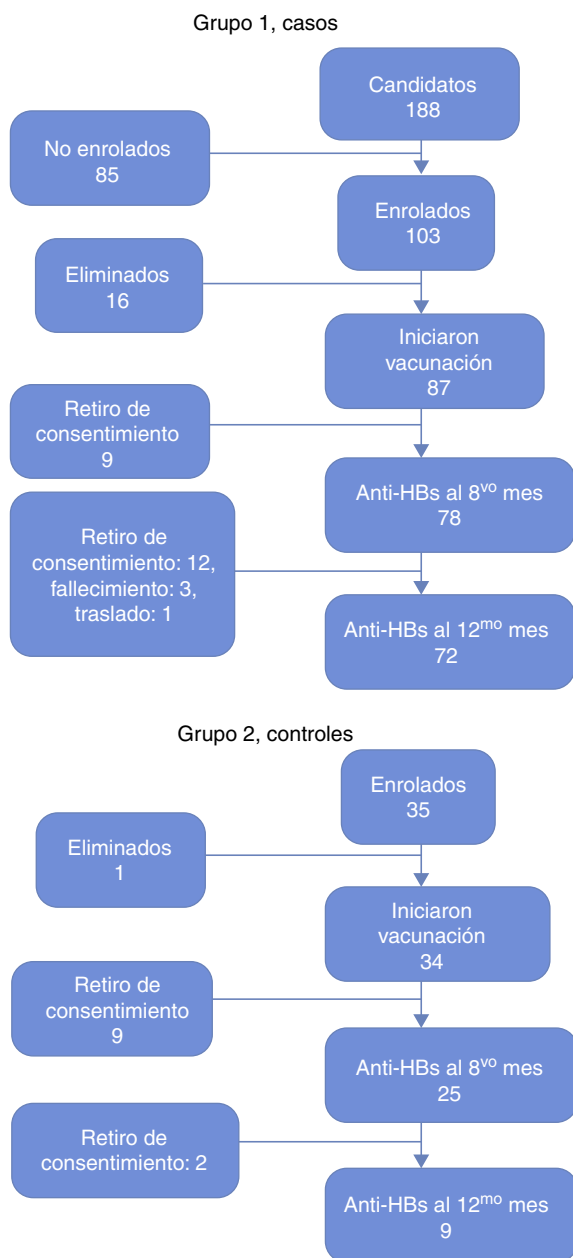 Grupo 1, casos
Candidatos
188
No enrolados
85
Enrolados
103
Eliminados
16
Iniciaron
vacunación
87
Retiro de
consentimiento
9
Anti-HBs al 8vo mes
78
Retiro de
consentimiento: 12,
fallecimiento: 3,
traslado: 1
Anti-HBs al 12mo mes
72
Grupo 2, controles
Enrolados
35
Eliminados
1
Iniciaron
vacunación
34
Retiro de
consentimiento
9
Anti-HBs al 8vo mes
25
Retiro de
consentimiento: 2
Anti-HBs al 12mo mes
9